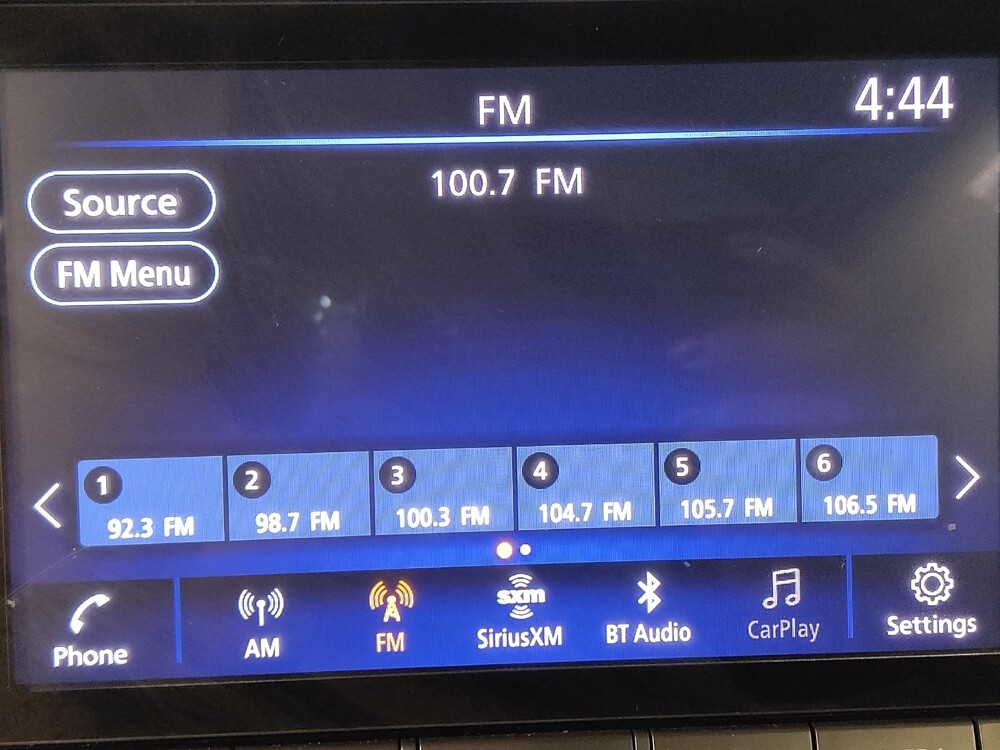 FM
4:44
100.7 FM
Source
FM Menu
1 2 3 4 5 6
92.3 FM 98.7 FM 100.3 FM 104.7 FM 105.7 FM 106.5 FM
sxm
Phone AM FM SiriusXM BT Audio CarPlay Settings